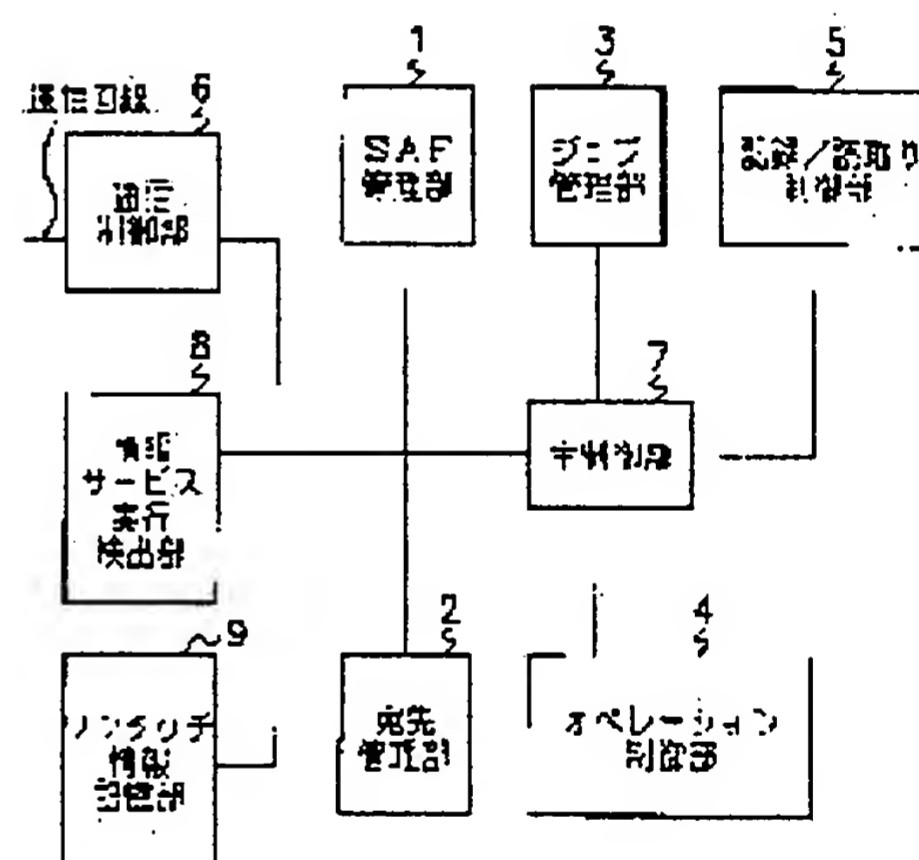 1
3
5
通信回線
6
SAF
管理部
ジョブ
管理部
記録/読取り
制御部
通信
制御部
8
7
情報
サービス
実行
検出部
主制御部
2
4
9
ワンタッチ
情報
記憶部
宛先
管理部
オペレーション
制御部